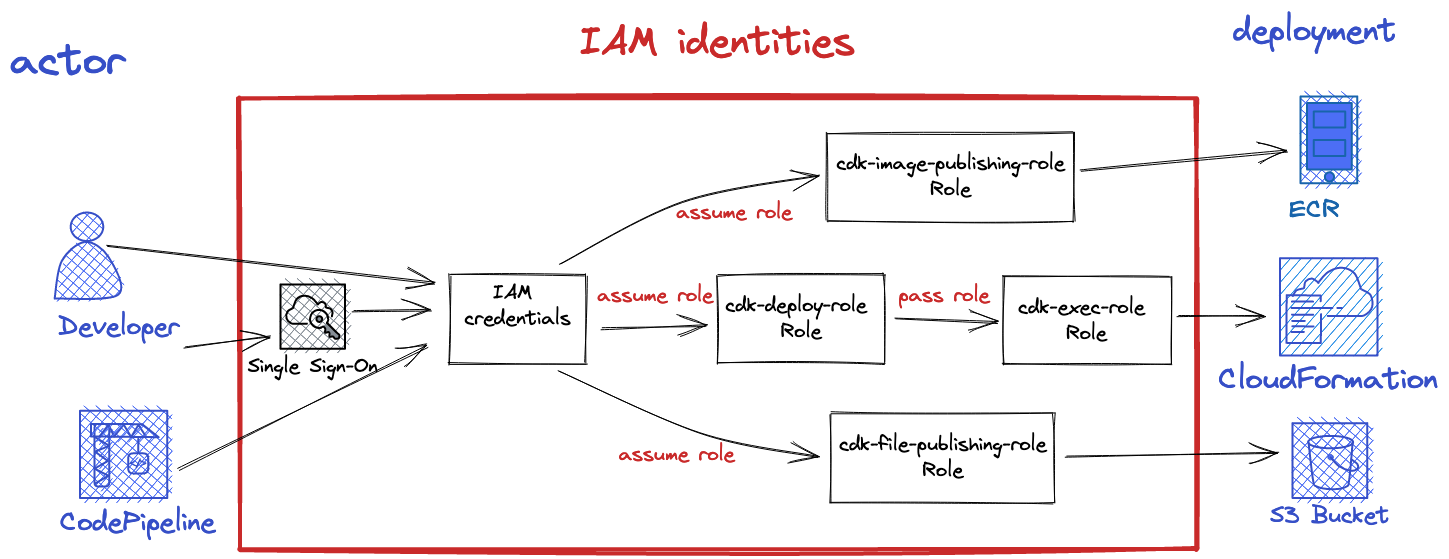 actor
IAM identities
deployment
cdk-image-publishing-role
Role
assume role
ECR
Developer
Single Sign-On
IAM
credentials
assume role
cdk-deploy-role
Role
pass role
cdk-exec-role
Role
CloudFormation
assume role
cdk-file-publishing-role
Role
CodePipeline
S3 Bucket